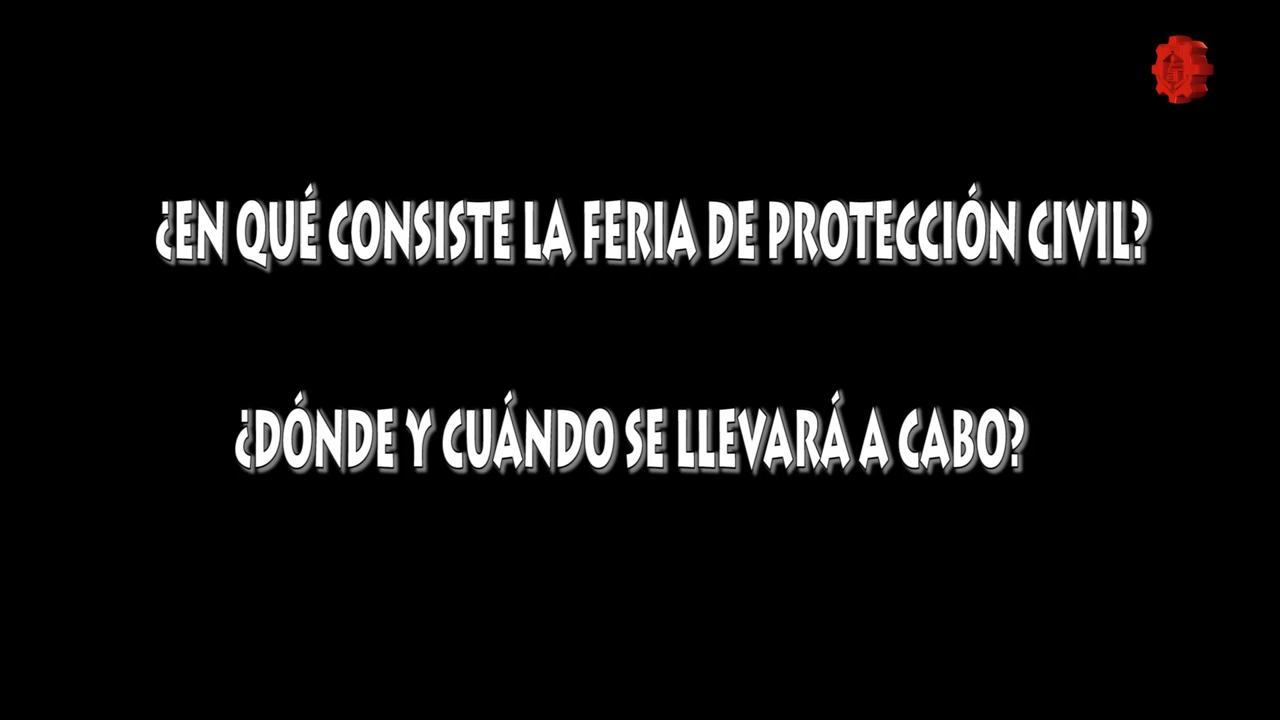 ¿EN QUÉ CONSISTE LA FERIA DE PROTECCIÓN CIVIL?
¿DÓNDE Y CUÁNDO SE LLEVARÁ A CABO?